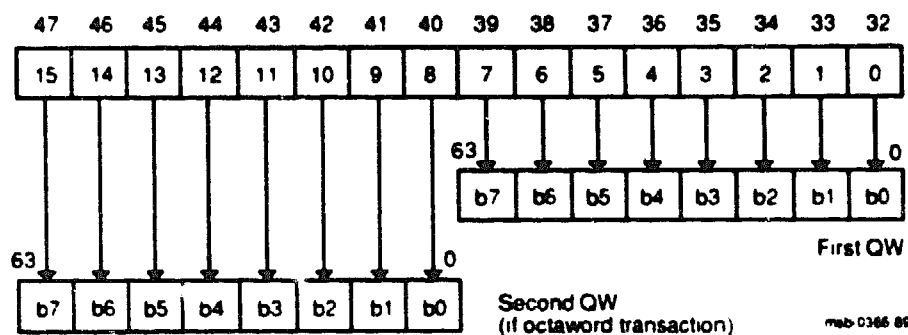 47 46 45 44 43 42 41 40 39 38 37 36 35 34 33 32
15 14 13 12 11 10 9 8 7 6 5 4 3 2 1 0
63 0
b7 b6 b5 b4 b3 b2 b1 b0
First QW
63 0
b7 b6 b5 b4 b3 b2 b1 b0
Second QW
(if octaword transaction)
msb-0366-89